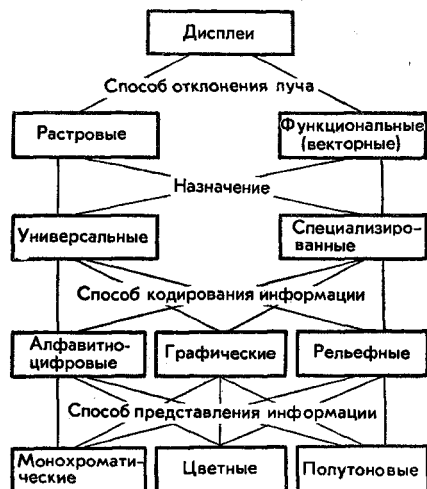 Дисплеи
Способ отклонения луча
Растровые
Функциональные
(векторные)
Назначение
Универсальные
Специализиро-
ванные
Способ кодирования информации
Алфавитно-
цифровые
Графические
Рельефные
Способ представления информации
Монохромати-
ческие
Цветные
Полутоновые